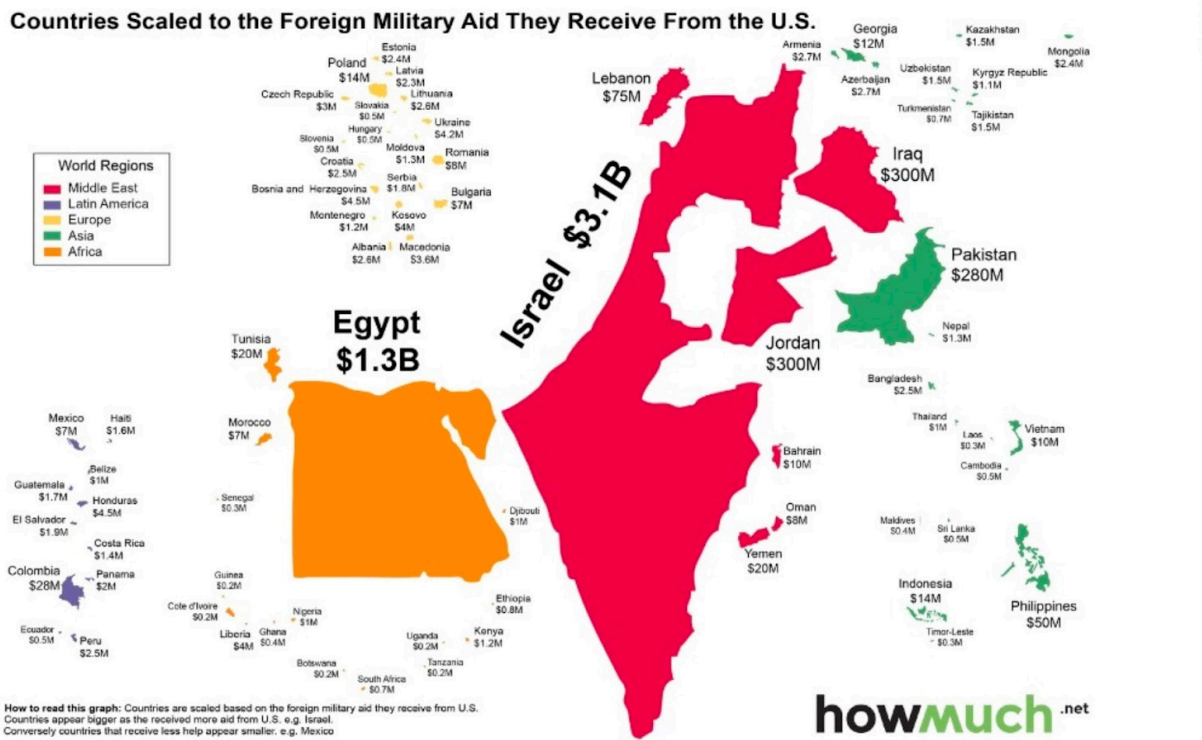 Countries Scaled to the Foreign Military Aid They Receive From the U.S.
World Regions
Middle East
Latin America
Europe
Asia
Africa
Estonia
$2.4M
Poland
$14M
Latvia
$2.3M
Czech Republic
$3M
Lithuania
$2.6M
Slovakia
$0.5M
Ukraine
$4.2M
Hungary
$0.5M
Slovenia
$0.5M
Moldova
$1.3M
Romania
$8M
Croatia
$2.5M
Serbia
$1.8M
Bosnia and Herzegovina
$4.5M
Bulgaria
$7M
Montenegro
$1.2M
Kosovo
$4M
Albania
$2.6M
Macedonia
$3.6M
Lebanon
$75M
Israel $3.1B
Armenia
$2.7M
Georgia
$12M
Azerbaijan
$2.7M
Kazakhstan
$1.5M
Mongolia
$2.4M
Uzbekistan
$1.5M
Kyrgyz Republic
$1.1M
Turkmenistan
$0.7M
Tajikistan
$1.5M
Iraq
$300M
Pakistan
$280M
Jordan
$300M
Nepal
$1.3M
Bangladesh
$2.5M
Thailand
$1M
Laos
$0.3M
Vietnam
$10M
Cambodia
$0.5M
Maldives
$0.4M
Sri Lanka
$0.5M
Indonesia
$14M
Timor-Leste
$0.3M
Philippines
$50M
Bahrain
$10M
Oman
$8M
Yemen
$20M
Egypt
$1.3B
Tunisia
$20M
Morocco
$7M
Senegal
$0.3M
Djibouti
$1M
Guinea
$0.2M
Cote d'Ivoire
$0.2M
Liberia
$4M
Ghana
$0.4M
Nigeria
$1M
Ethiopia
$0.8M
Uganda
$0.2M
Kenya
$1.2M
Botswana
$0.2M
South Africa
$0.7M
Tanzania
$0.2M
Mexico
$7M
Haiti
$1.6M
Belize
$1M
Guatemala
$1.7M
Honduras
$4.5M
El Salvador
$1.9M
Costa Rica
$1.4M
Colombia
$28M
Panama
$2M
Ecuador
$0.5M
Peru
$2.5M
How to read this graph: Countries are scaled based on the foreign military aid they receive from U.S.
Countries appear bigger as the received more aid from U.S. e.g. Israel.
Conversely countries that receive less help appear smaller. e.g. Mexico
howmuch.net